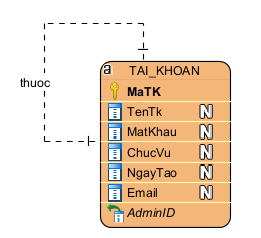 a
TAI_KHOAN
thuoc
MaTK
TenTk N
MatKhau N
ChucVu N
NgayTao N
Email N
AdminID